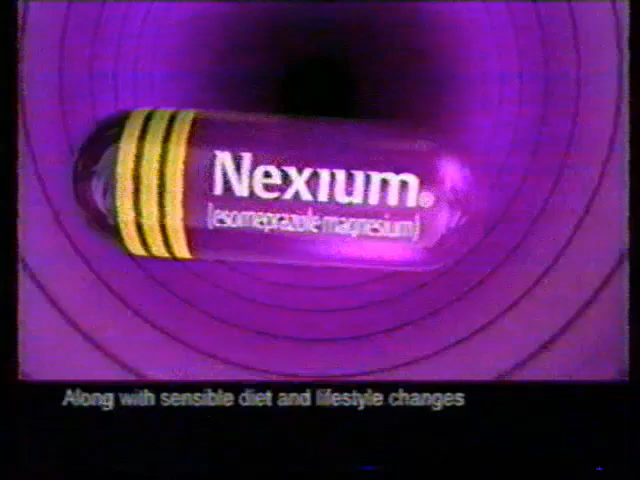 Nexium®
(esomeprazole magnesium)
Along with sensible diet and lifestyle changes